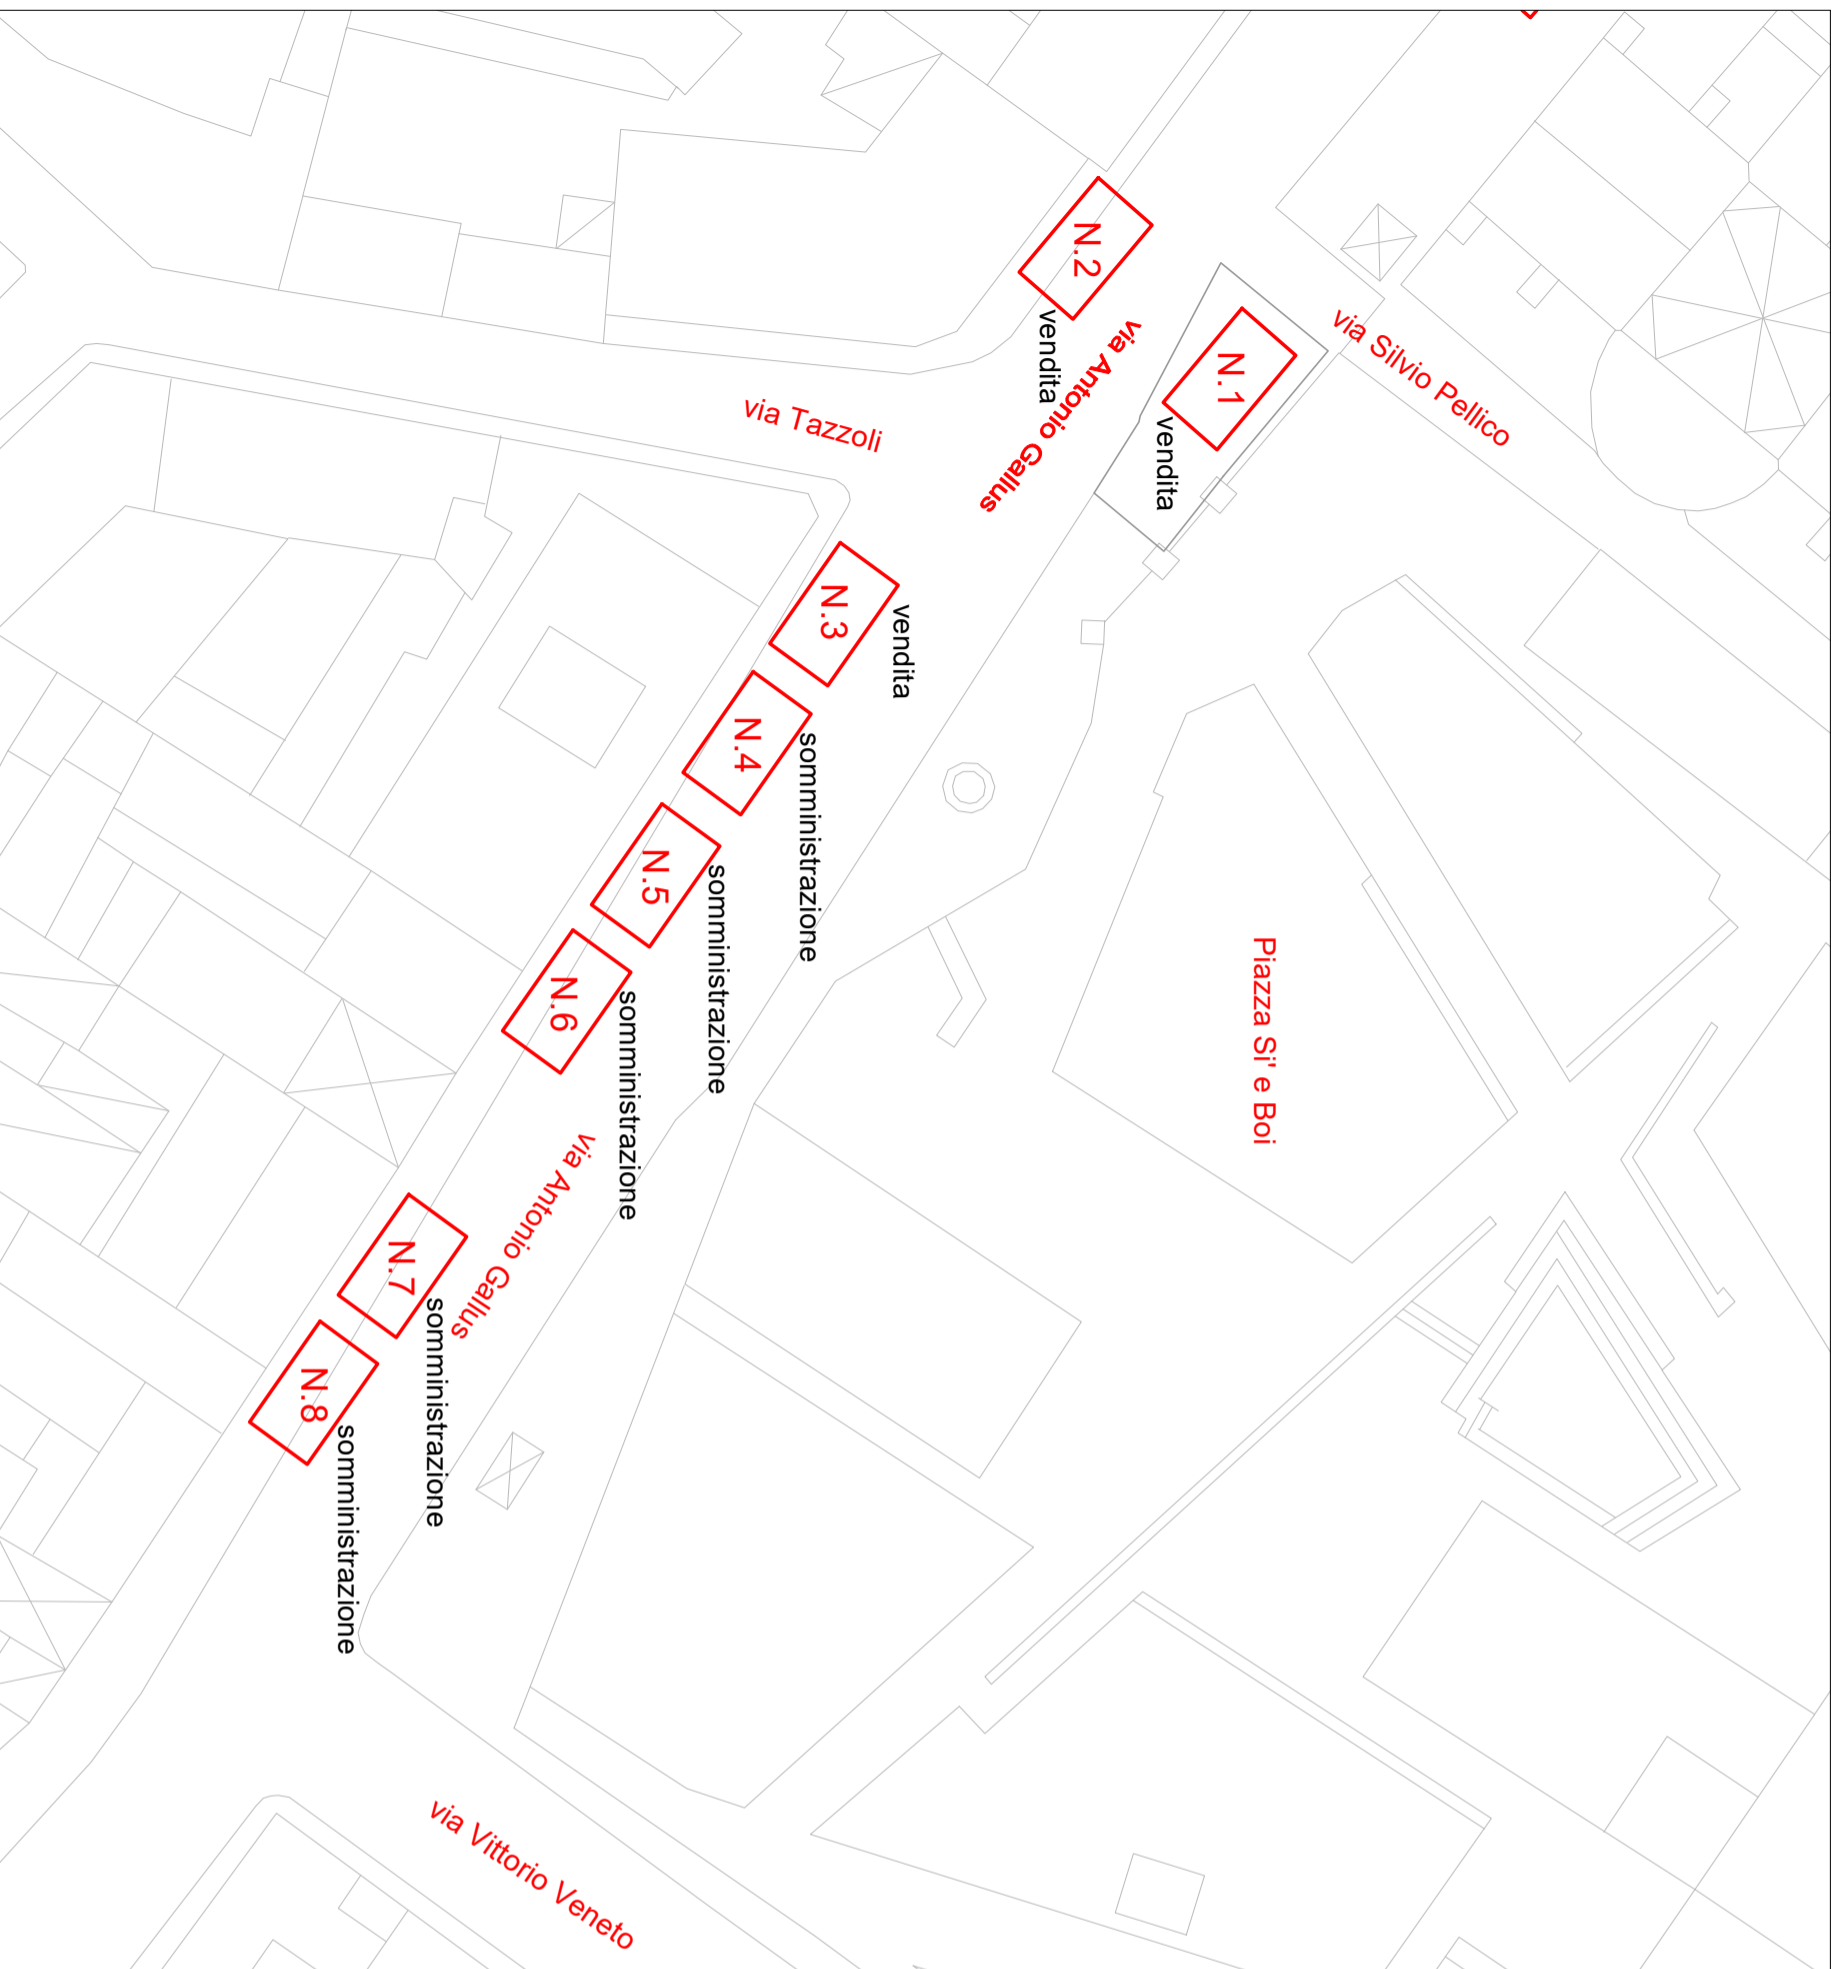 N.2
vendita
via Antonio Gallus
N.1
vendita
via Silvio Pellico
via Tazzoli
N.3
vendita
N.4
somministrazione
N.5
somministrazione
N.6
somministrazione
Piazza Si' e Boi
via Antonio Gallus
N.7
somministrazione
N.8
somministrazione
via Vittorio Veneto